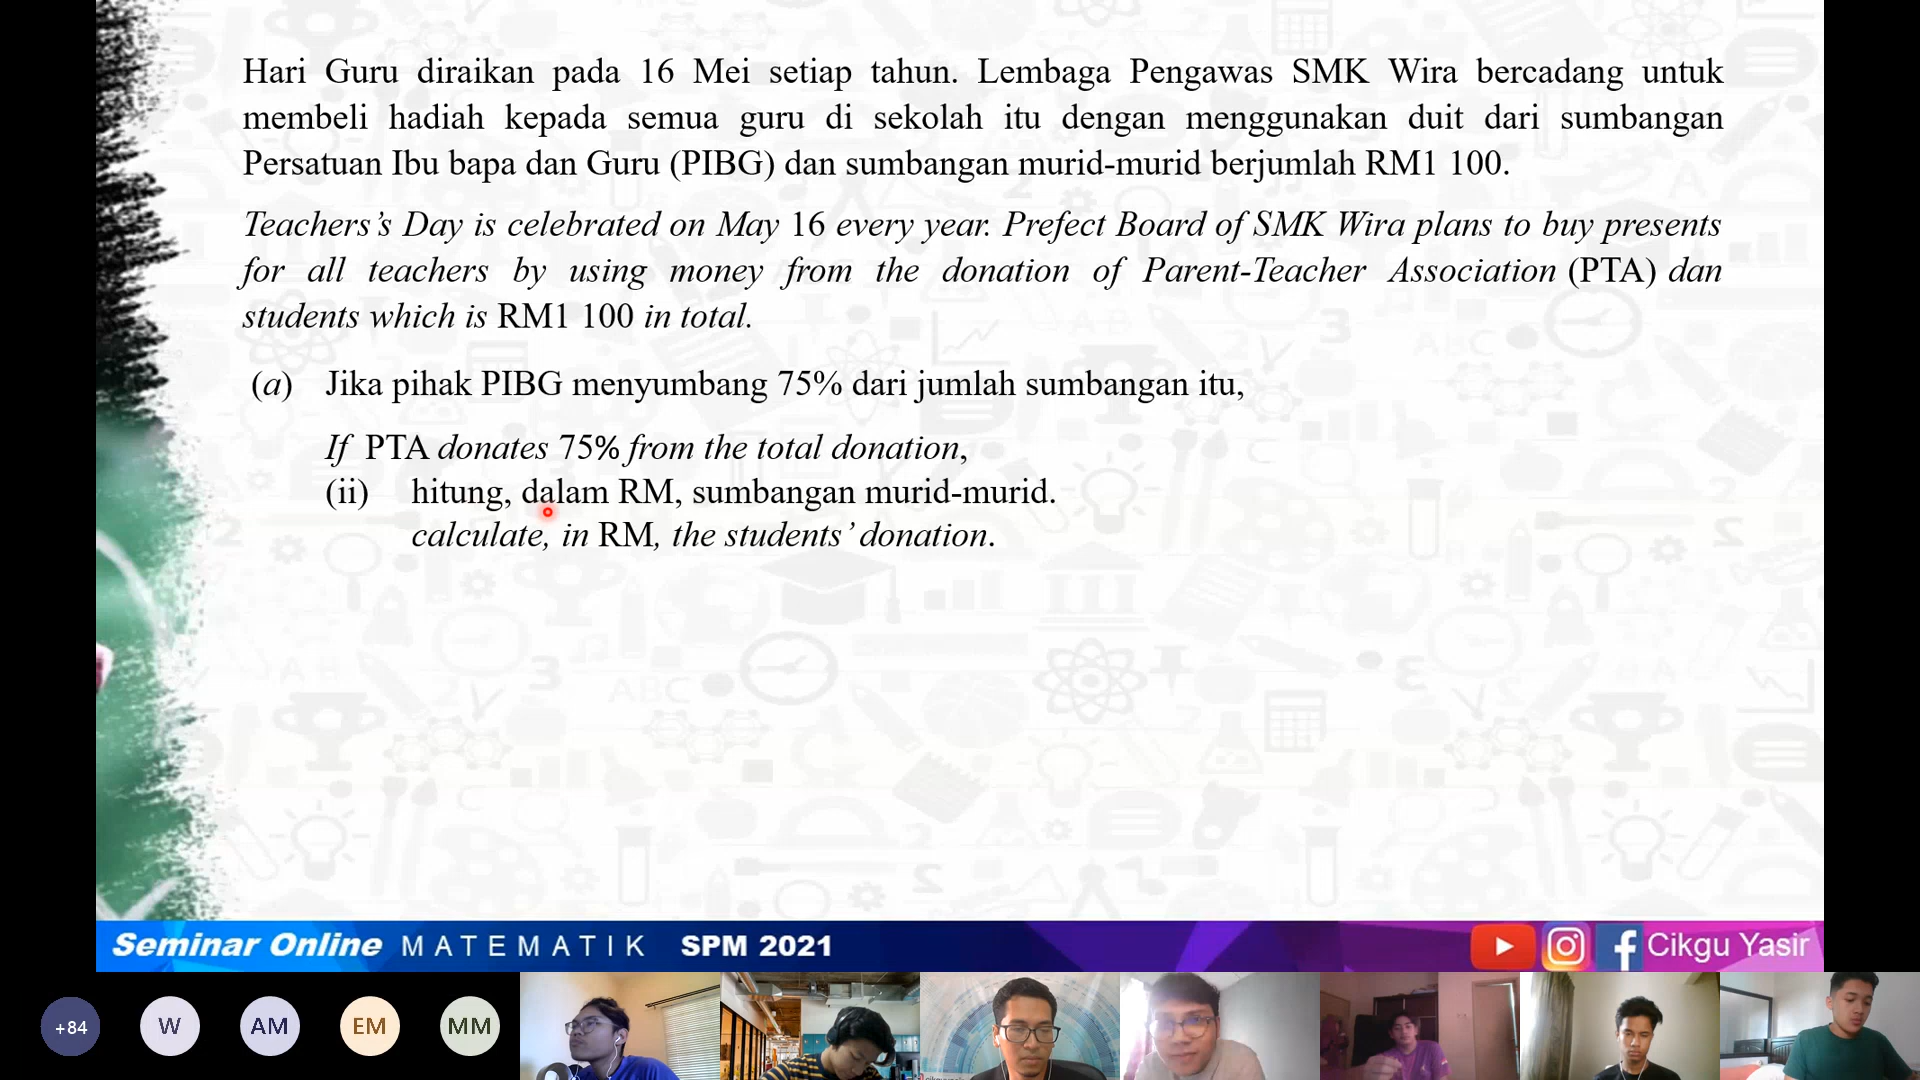 Hari Guru diraikan pada 16 Mei setiap tahun. Lembaga Pengawas SMK Wira bercadang untuk
membeli hadiah kepada semua guru di sekolah itu dengan menggunakan duit dari sumbangan
Persatuan Ibu bapa dan Guru (PIBG) dan sumbangan murid-murid berjumlah RM1 100.
Teachers’s Day is celebrated on May 16 every year. Prefect Board of SMK Wira plans to buy presents
for all teachers by using money from the donation of Parent-Teacher Association (PTA) dan
students which is RM1 100 in total.
(a) Jika pihak PIBG menyumbang 75% dari jumlah sumbangan itu,
If PTA donates 75% from the total donation,
(ii) hitung, dalam RM, sumbangan murid-murid.
calculate, in RM, the students’ donation.
Seminar Online MATEMATIK SPM 2021 Cikgu Yasir
+84 W AM EM MM